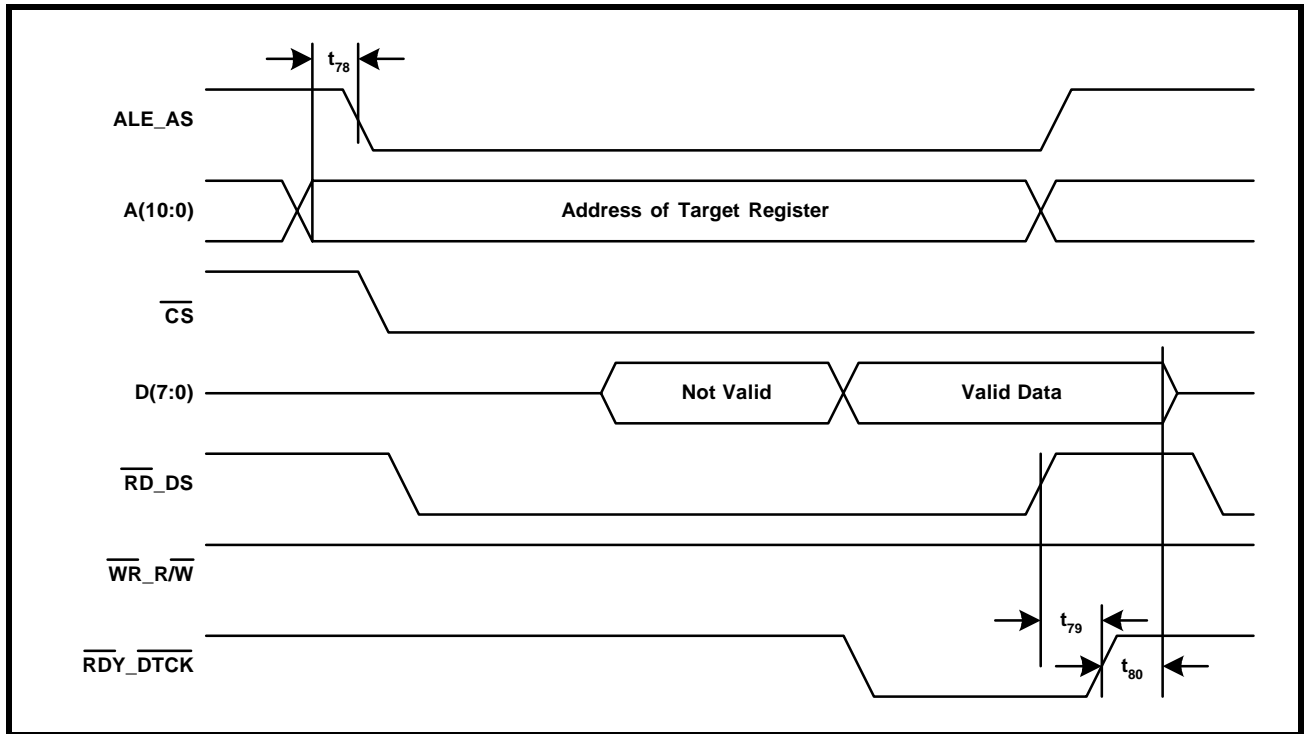 t78
ALE_AS
A(10:0)
Address of Target Register
CS
D(7:0)
Not Valid
Valid Data
RD_DS
WR_R/W
t79
RDY_DTCK
t80